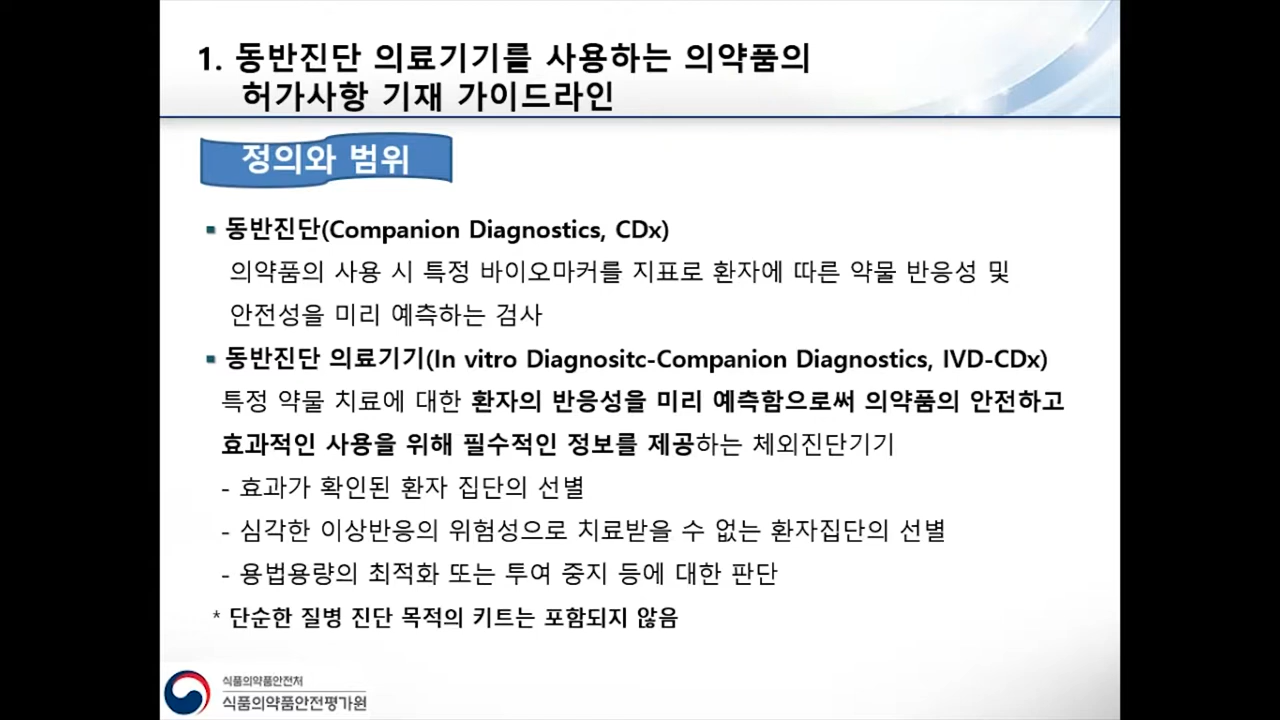 1. 동반진단 의료기기를 사용하는 의약품의
허가사항 기재 가이드라인
정의와 범위
▪ 동반진단(Companion Diagnostics, CDx)
의약품의 사용 시 특정 바이오마커를 지표로 환자에 따른 약물 반응성 및
안전성을 미리 예측하는 검사
▪ 동반진단 의료기기(In vitro Diagnositc-Companion Diagnostics, IVD-CDx)
특정 약물 치료에 대한 환자의 반응성을 미리 예측함으로써 의약품의 안전하고
효과적인 사용을 위해 필수적인 정보를 제공하는 체외진단기기
- 효과가 확인된 환자 집단의 선별
- 심각한 이상반응의 위험성으로 치료받을 수 없는 환자집단의 선별
- 용법용량의 최적화 또는 투여 중지 등에 대한 판단
* 단순한 질병 진단 목적의 키트는 포함되지 않음
식품의약품안전처
식품의약품안전평가원